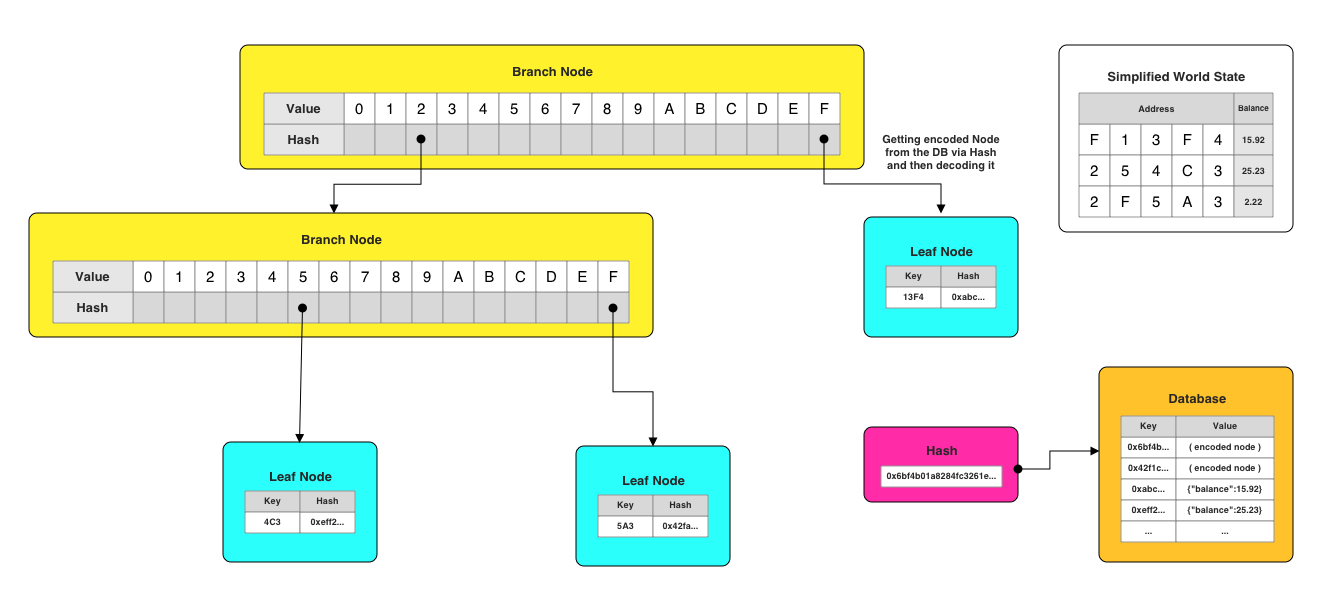 Branch Node
Value 0 1 2 3 4 5 6 7 8 9 A B C D E F
Hash
Getting encoded Node
from the DB via Hash
and then decoding it
Simplified World State
Address Balance
F 1 3 F 4 15.92
2 5 4 C 3 25.23
2 F 5 A 3 2.22
Branch Node
Value 0 1 2 3 4 5 6 7 8 9 A B C D E F
Hash
Leaf Node
Key Hash
13F4 0xabc...
Leaf Node
Key Hash
4C3 0xeff2...
Leaf Node
Key Hash
5A3 0x42fa...
Hash
0x6bf4b01a8284fc3261e...
Database
Key Value
0x6bf4b... ( encoded node )
0x42f1c... ( encoded node )
0xabc... {"balance":15.92}
0xeff2... {"balance":25.23}
... ...